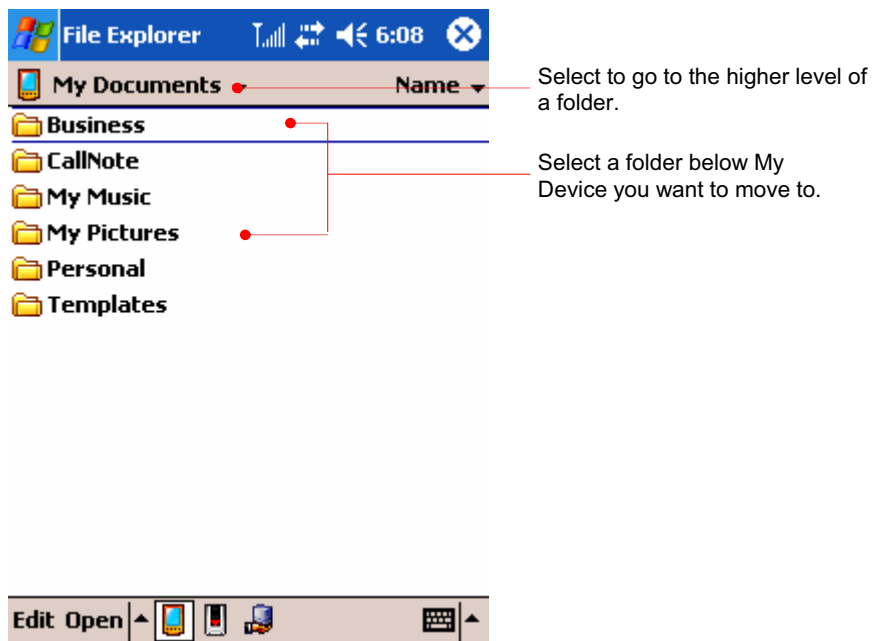 File Explorer 6:08
My Documents Name
Select to go to the higher level of
a folder.
Business
CallNote
My Music
My Pictures
Personal
Templates
Select a folder below My
Device you want to move to.
Edit Open